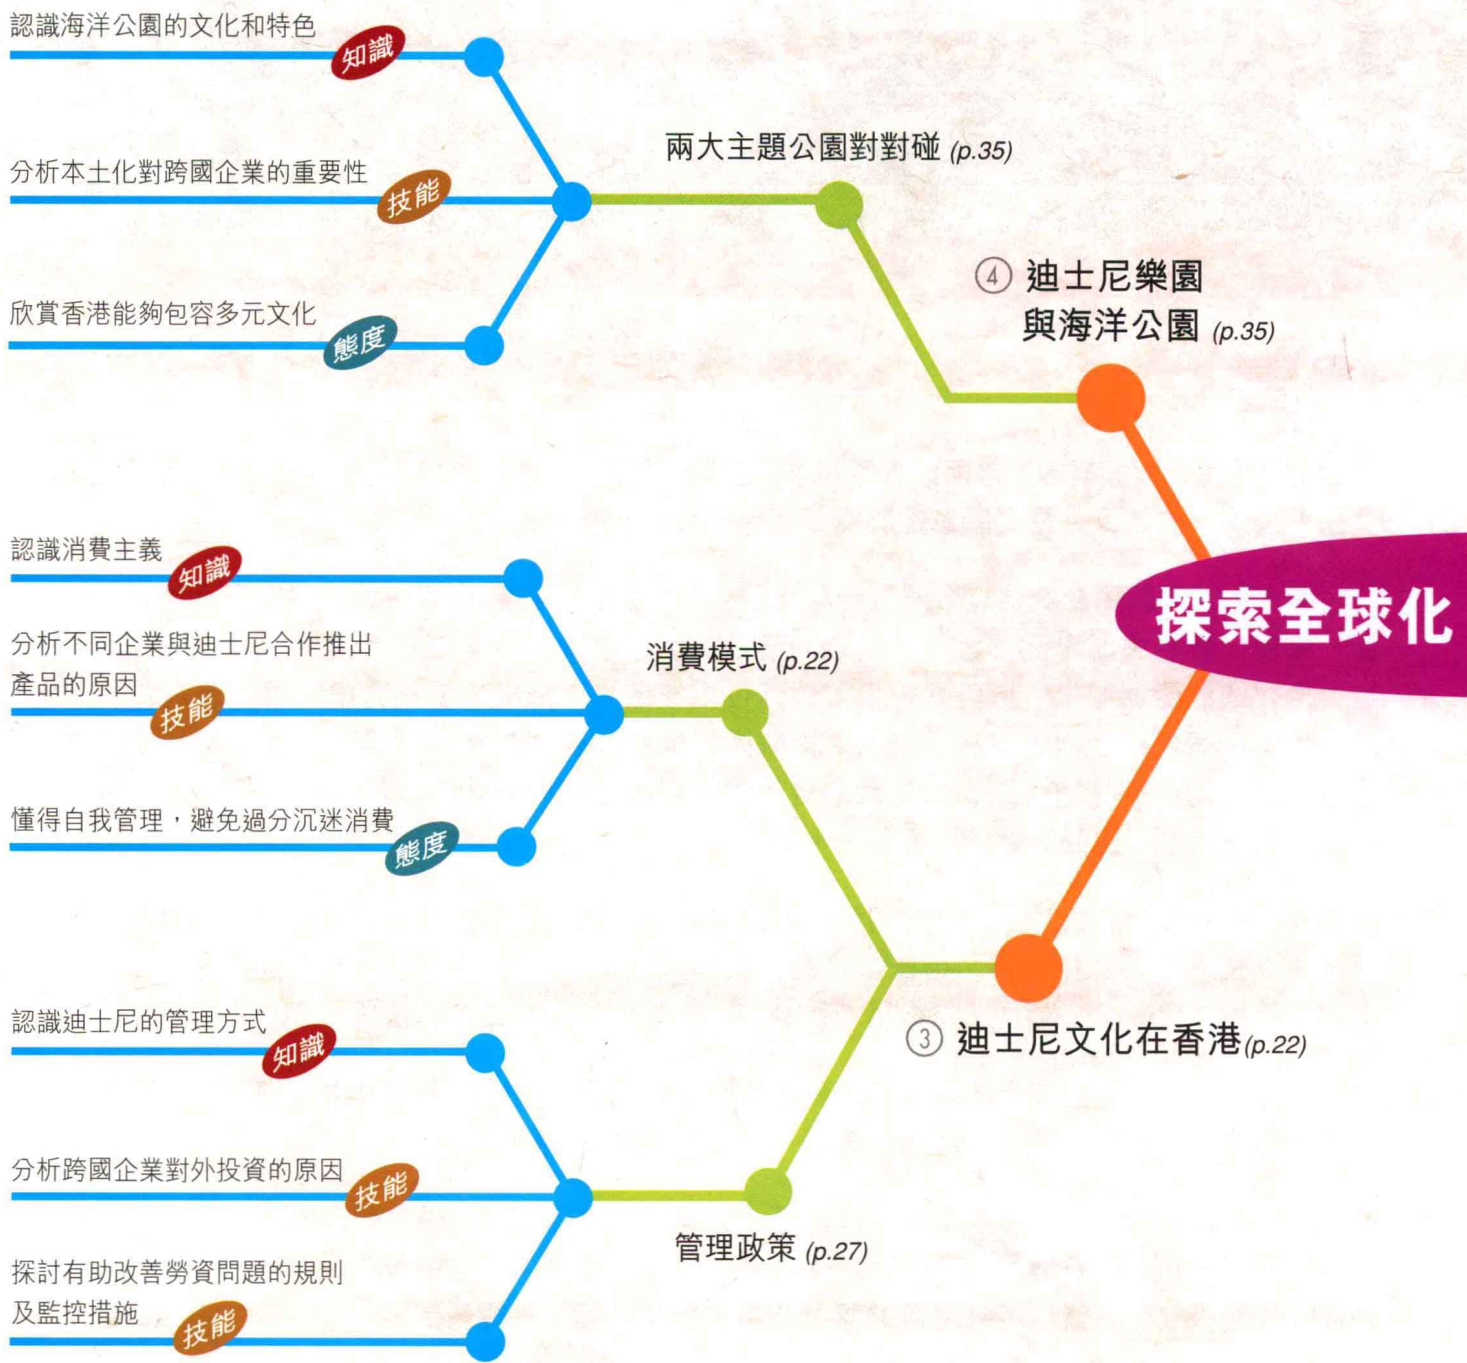 認識海洋公園的文化和特色
知識
分析本土化對跨國企業的重要性
技能
欣賞香港能夠包容多元文化
態度
兩大主題公園對對碰 (p.35)
④ 迪士尼樂園
與海洋公園 (p.35)
探索全球化
認識消費主義
知識
分析不同企業與迪士尼合作推出
產品的原因
技能
懂得自我管理，避免過分沉迷消費
態度
消費模式 (p.22)
③ 迪士尼文化在香港(p.22)
認識迪士尼的管理方式
知識
分析跨國企業對外投資的原因
技能
探討有助改善勞資問題的規則
及監控措施
技能
管理政策 (p.27)